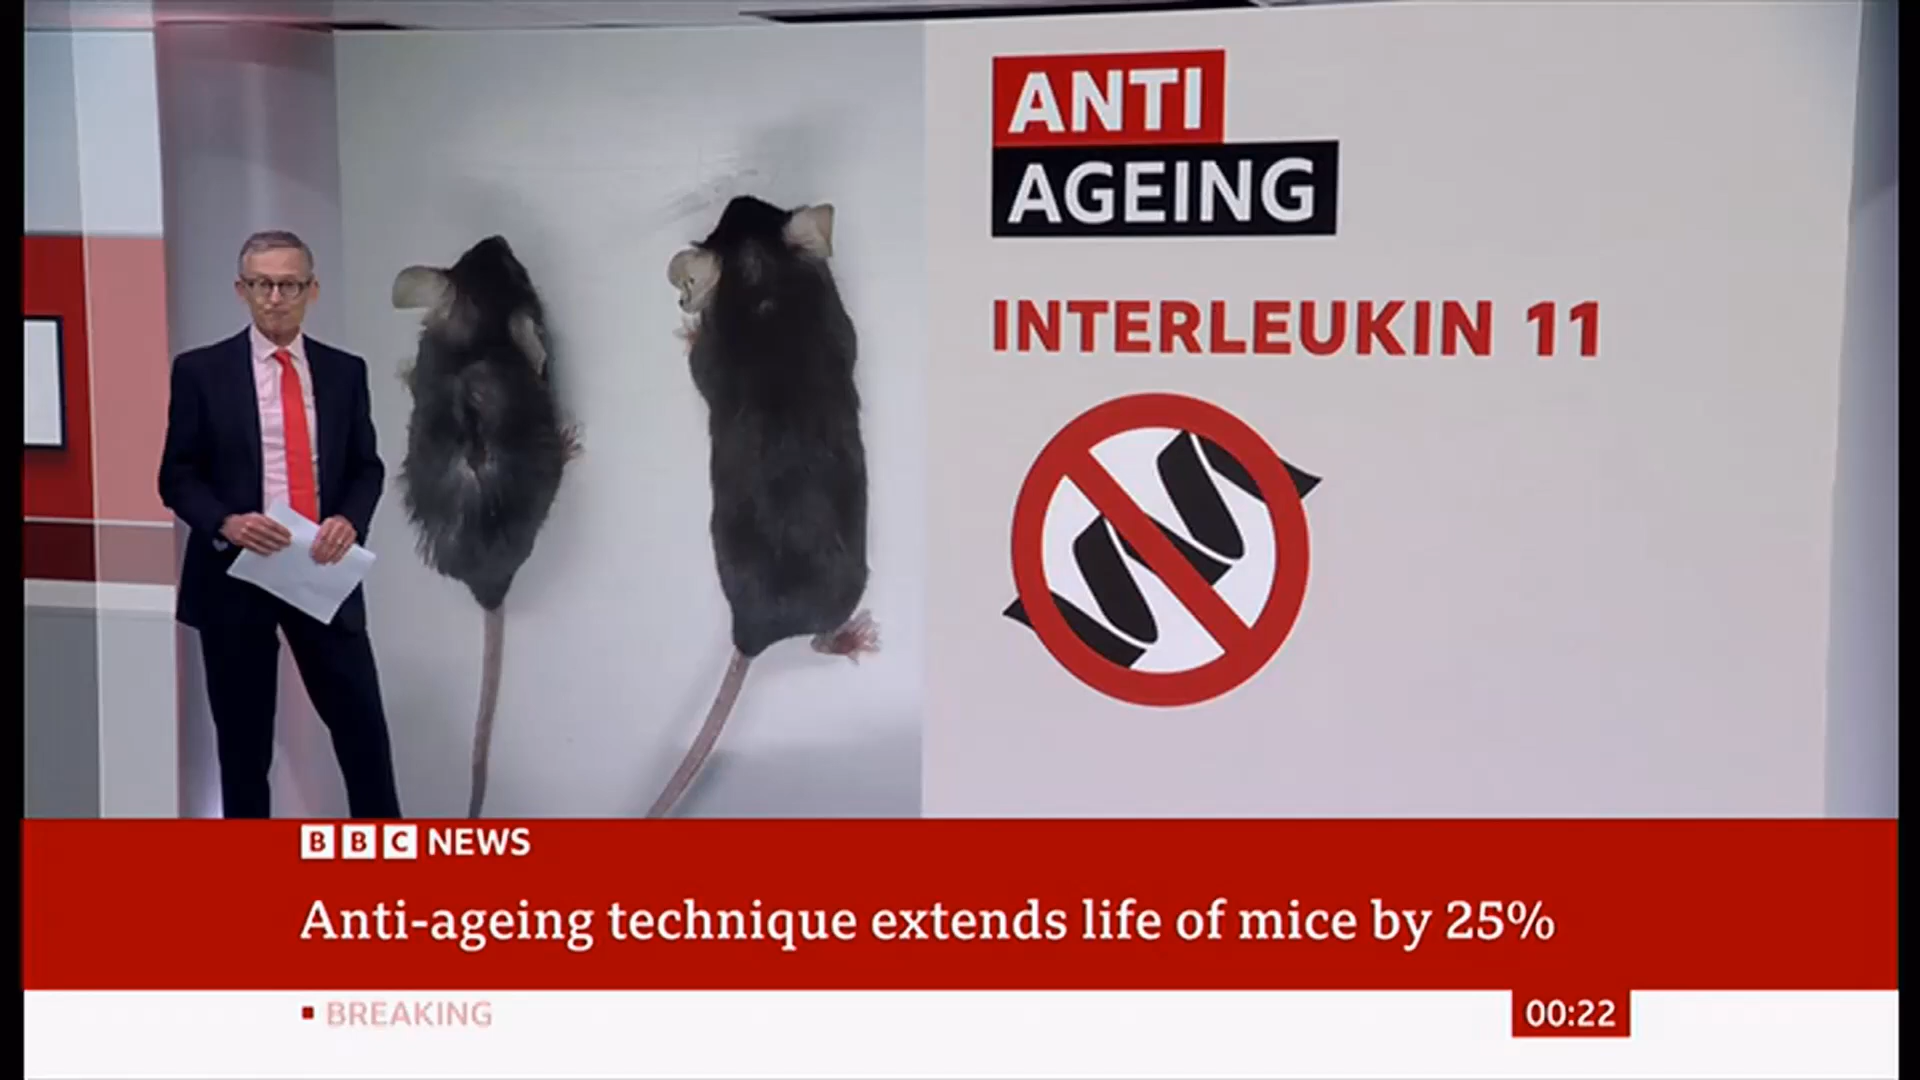 ANTI
AGEING
INTERLEUKIN 11
BBC NEWS
Anti-ageing technique extends life of mice by 25%
BREAKING
00:22